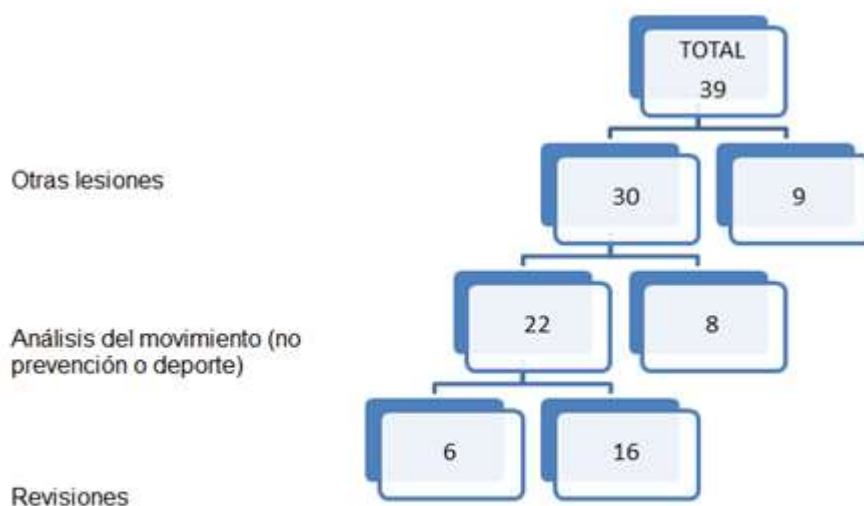 TOTAL
39
Otras lesiones
30
9
Análisis del movimiento (no
prevención o deporte)
22
8
6
16
Revisiones